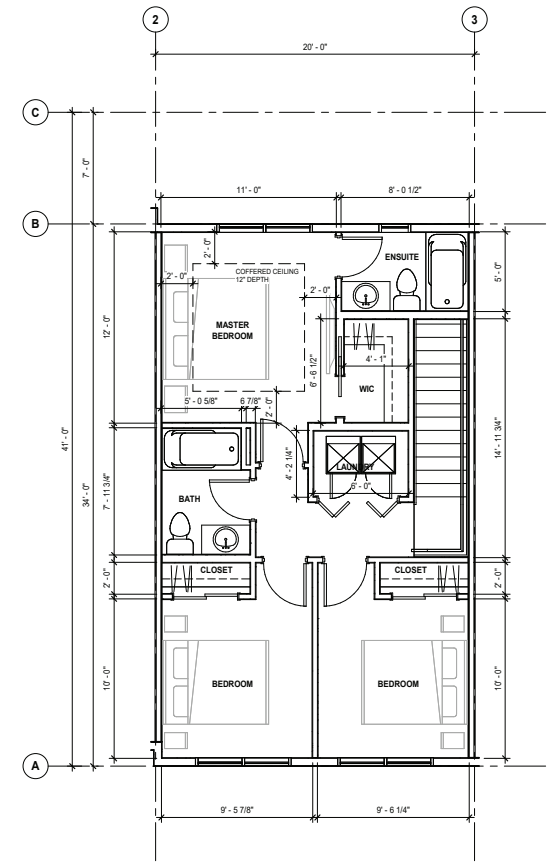 2
3
20' - 0"
C
7' - 0"
11' - 0"
8' - 0 1/2"
B
2' - 0"
ENSUITE
5' - 0"
COFFERED CEILING
12" DEPTH
2' - 0"
2' - 0"
12' - 0"
MASTER
BEDROOM
6' - 6 1/2"
4' - 1"
WIC
2' - 0"
5' - 0 5/8"
6 7/8"
41' - 0"
34' - 0"
14' - 11 3/4"
4' - 2 1/4"
LAUNDRY
6' - 0"
7' - 11 3/4"
BATH
2' - 0"
CLOSET
CLOSET
2' - 0"
10' - 0"
BEDROOM
BEDROOM
10' - 0"
A
9' - 5 7/8"
9' - 6 1/4"